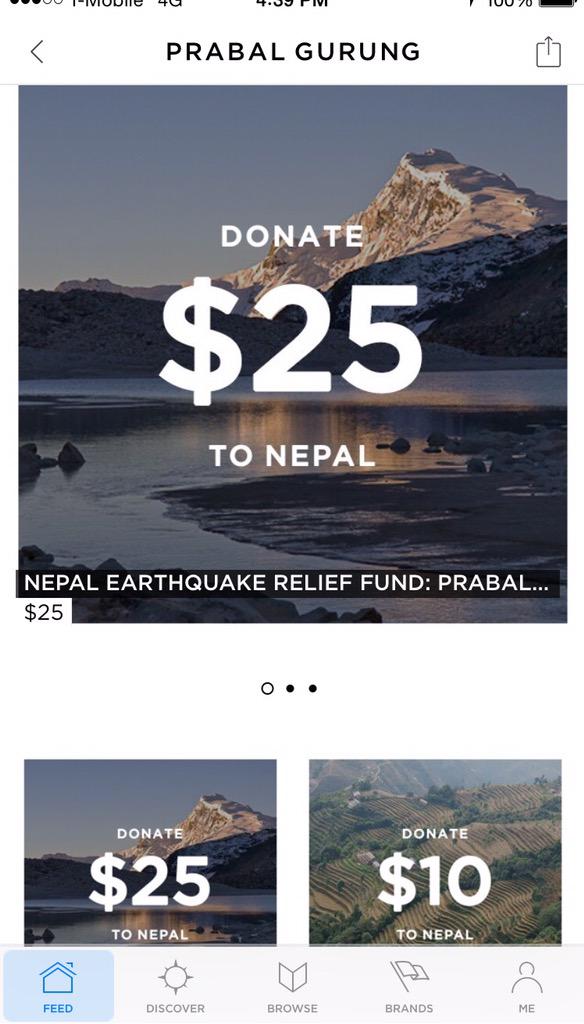 T-Mobile 4G 4:39 PM 100%
PRABAL GURUNG
DONATE
$25
TO NEPAL
NEPAL EARTHQUAKE RELIEF FUND: PRABAL...
$25
DONATE
$25
TO NEPAL
DONATE
$10
TO NEPAL
FEED
DISCOVER
BROWSE
BRANDS
ME